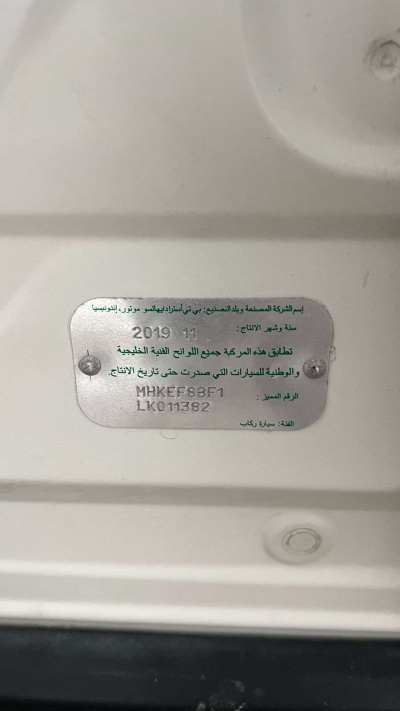 إسم الشركة المصنعة وبلد التصنيع: بي تي أسترا دايهاتسو موتور، إندونيسيا
سنة وشهر الانتاج: 2019 11
تطابق هذه المركبة جميع اللوائح الفنية الخليجية
والوطنية للسيارات التي صدرت حتى تاريخ الانتاج.
الرقم المميز : MHKEF8BF1
LK011382
الفئة: سيارة ركاب